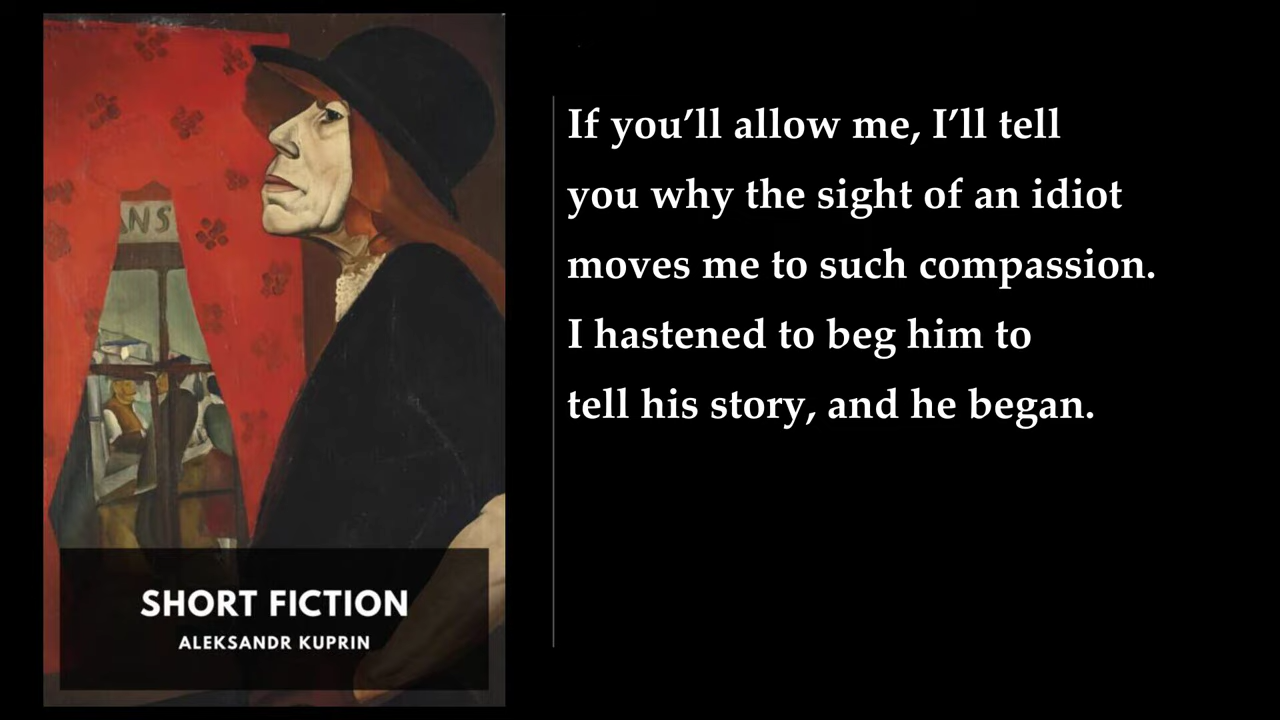 NS
SHORT FICTION
ALEKSANDR KUPRIN
If you’ll allow me, I’ll tell
you why the sight of an idiot
moves me to such compassion.
I hastened to beg him to
tell his story, and he began.